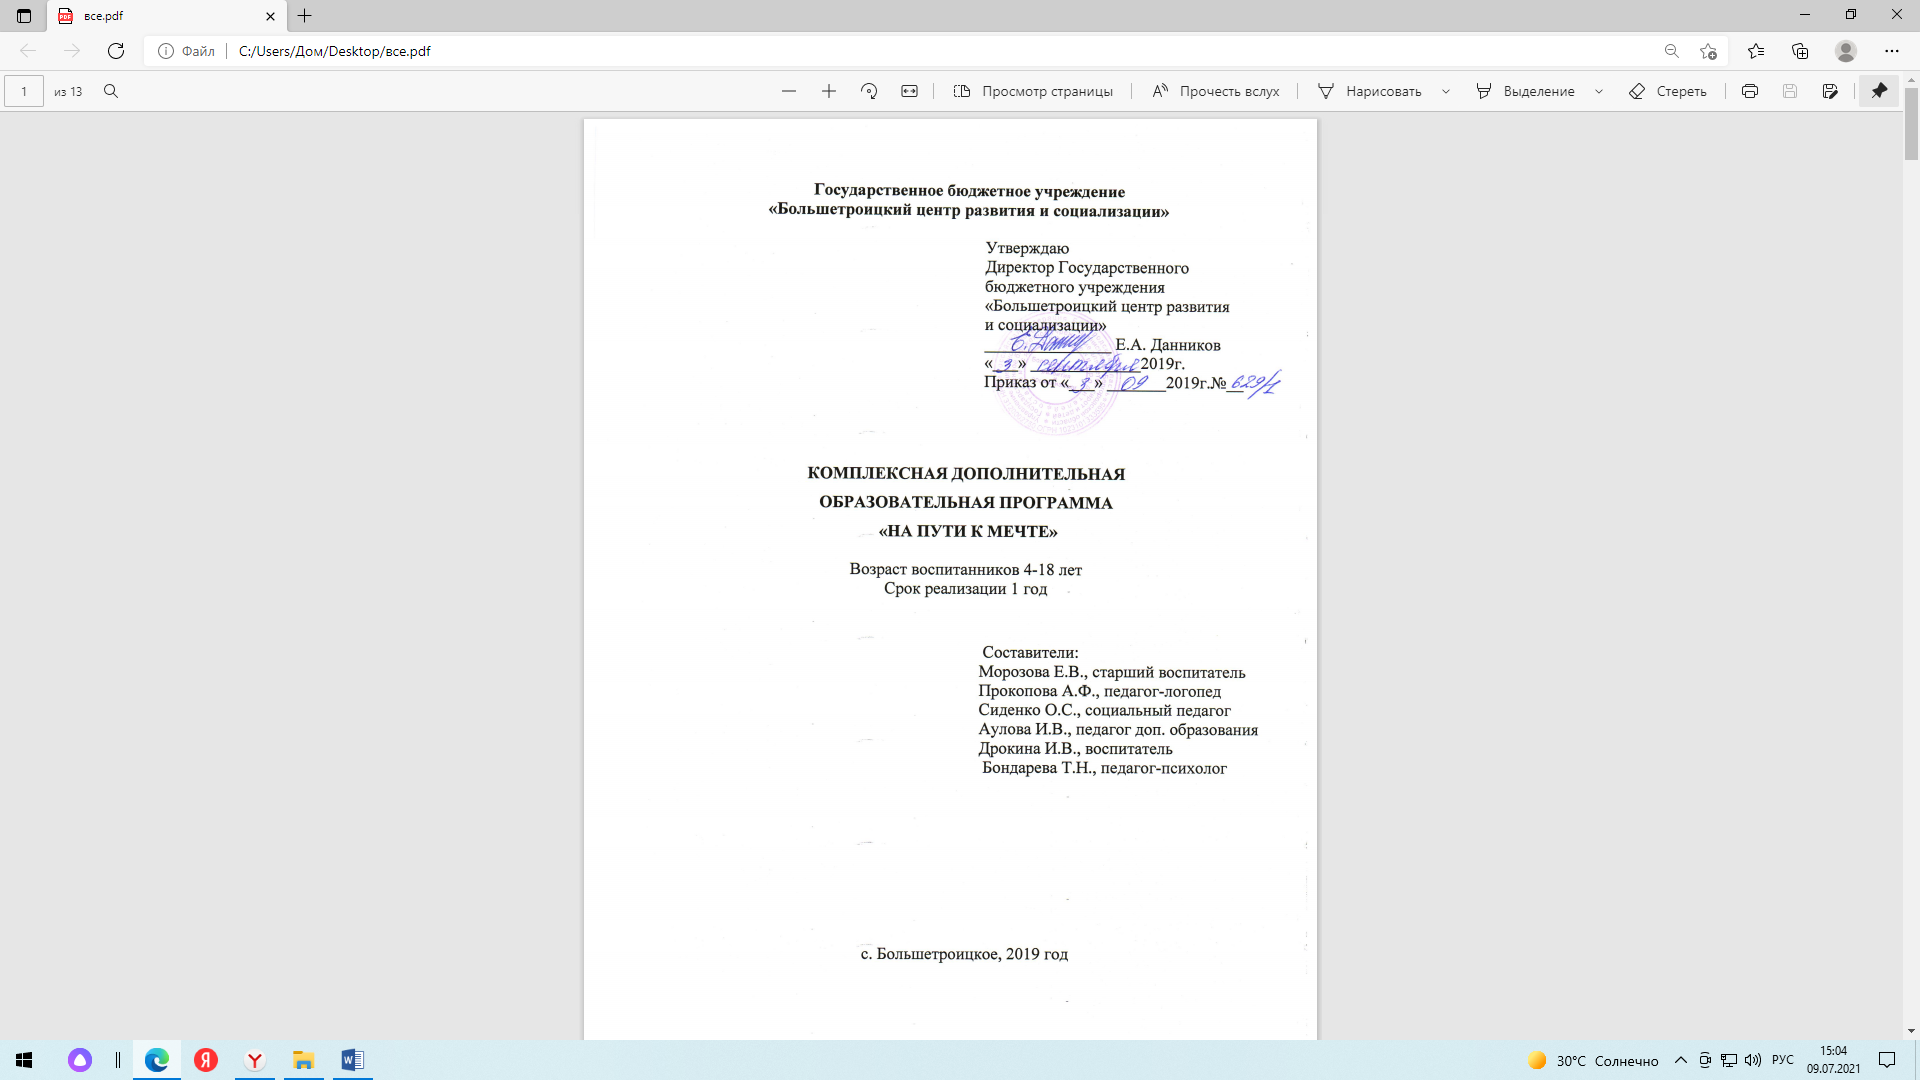 все.pdf
Файл
C:/Users/Дом/Desktop/все.pdf
1 из 13
Просмотр страницы
Прочесть вслух
Нарисовать
Выделение
Стереть
Государственное бюджетное учреждение
«Большетроицкий центр развития и социализации»
Утверждаю
Директор Государственного
бюджетного учреждения
«Большетроицкий центр развития
и социализации»
Е.А. Данников
«3» сентября 2019г.
Приказ от «3» 09 2019г.№ 629/1
КОМПЛЕКСНАЯ ДОПОЛНИТЕЛЬНАЯ
ОБРАЗОВАТЕЛЬНАЯ ПРОГРАММА
«НА ПУТИ К МЕЧТЕ»
Возраст воспитанников 4-18 лет
Срок реализации 1 год
Составители:
Морозова Е.В., старший воспитатель
Прокопова А.Ф., педагог-логопед
Сиденко О.С., социальный педагог
Аулова И.В., педагог доп. образования
Дрокина И.В., воспитатель
Бондарева Т.Н., педагог-психолог
с. Большетроицкое, 2019 год
30°C Солнечно
РУС
15:04
09.07.2021